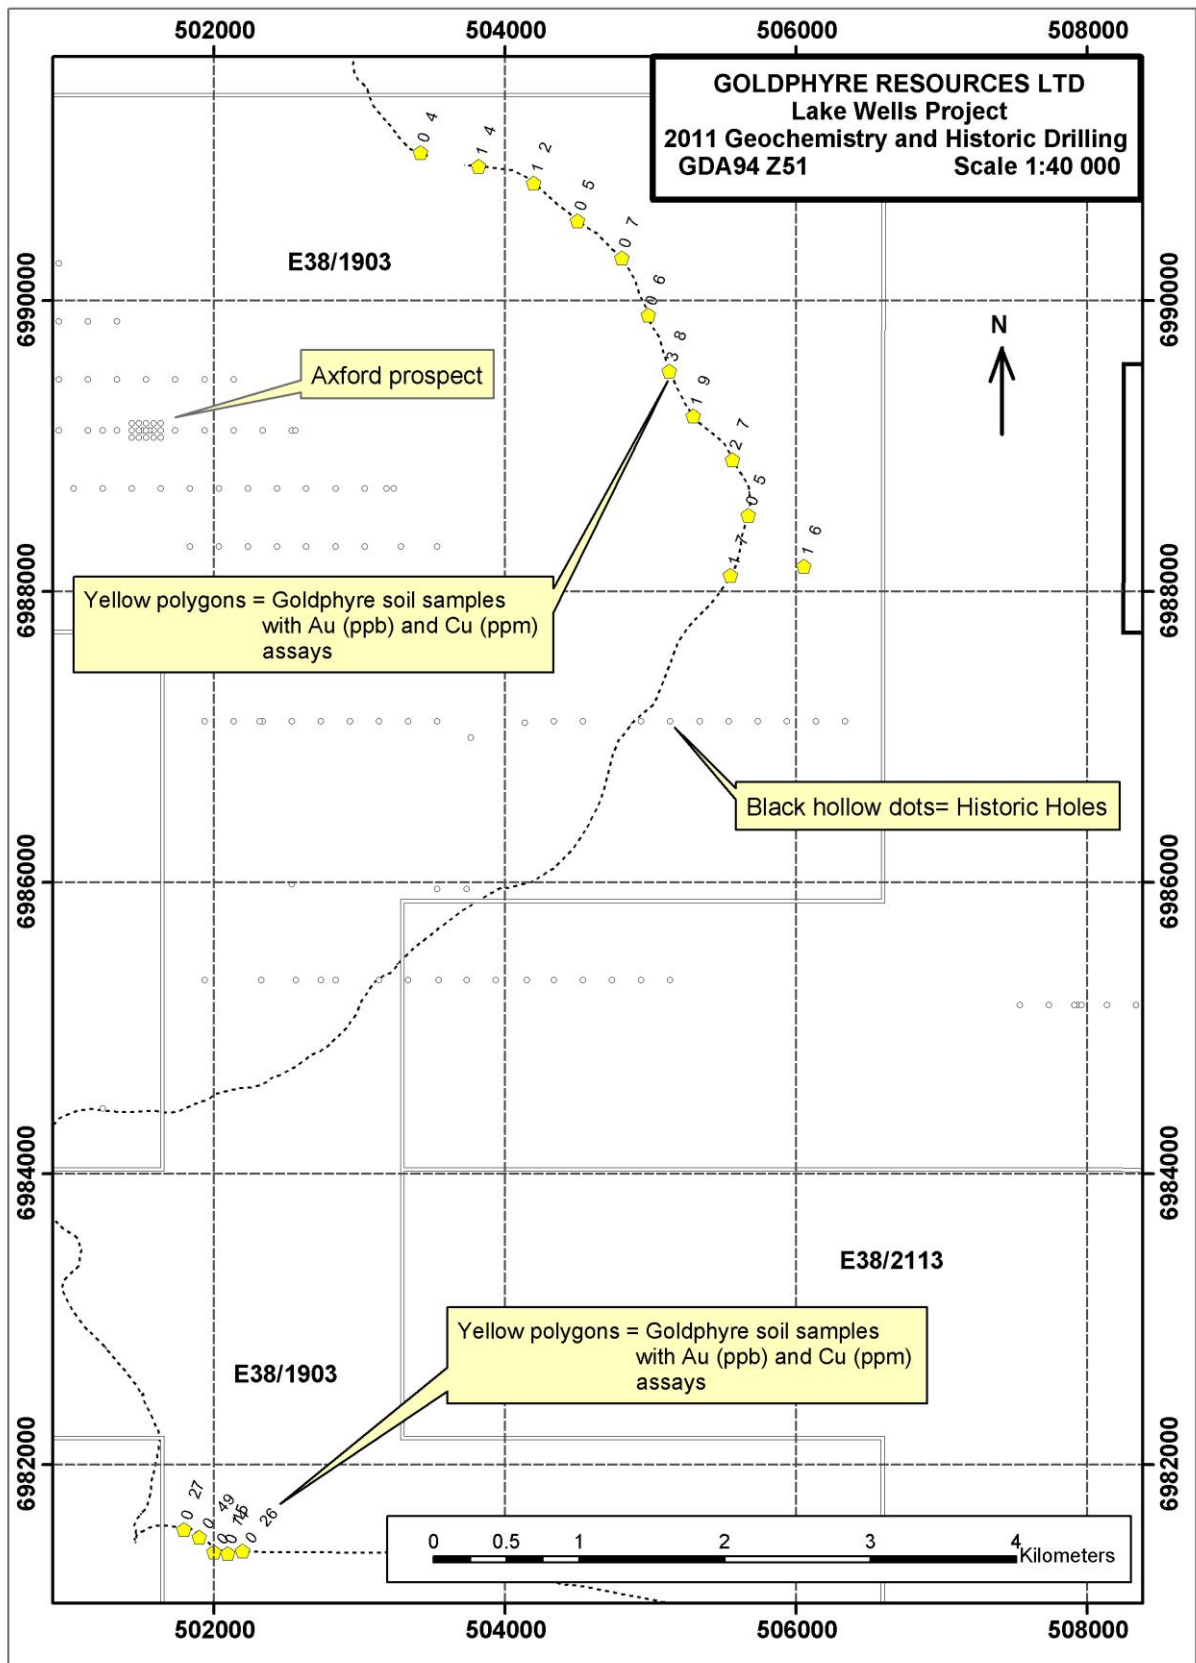 502000 504000 506000 508000
GOLDPHYRE RESOURCES LTD
Lake Wells Project
2011 Geochemistry and Historic Drilling
GDA94 Z51 Scale 1:40 000
0 4
1 4
1 2
0 5
0 7
E38/1903
0 6
6990000 6990000
N
3 8
Axford prospect
1 9
2 7
0 5
1 6
1 7
6988000 6988000
Yellow polygons = Goldphyre soil samples
with Au (ppb) and Cu (ppm)
assays
Black hollow dots= Historic Holes
6986000 6986000
6984000 6984000
E38/2113
Yellow polygons = Goldphyre soil samples
with Au (ppb) and Cu (ppm)
assays
E38/1903
6982000 6982000
0 27
0 49
0 26
0 0.5 1 2 3 4
Kilometers
502000 504000 506000 508000